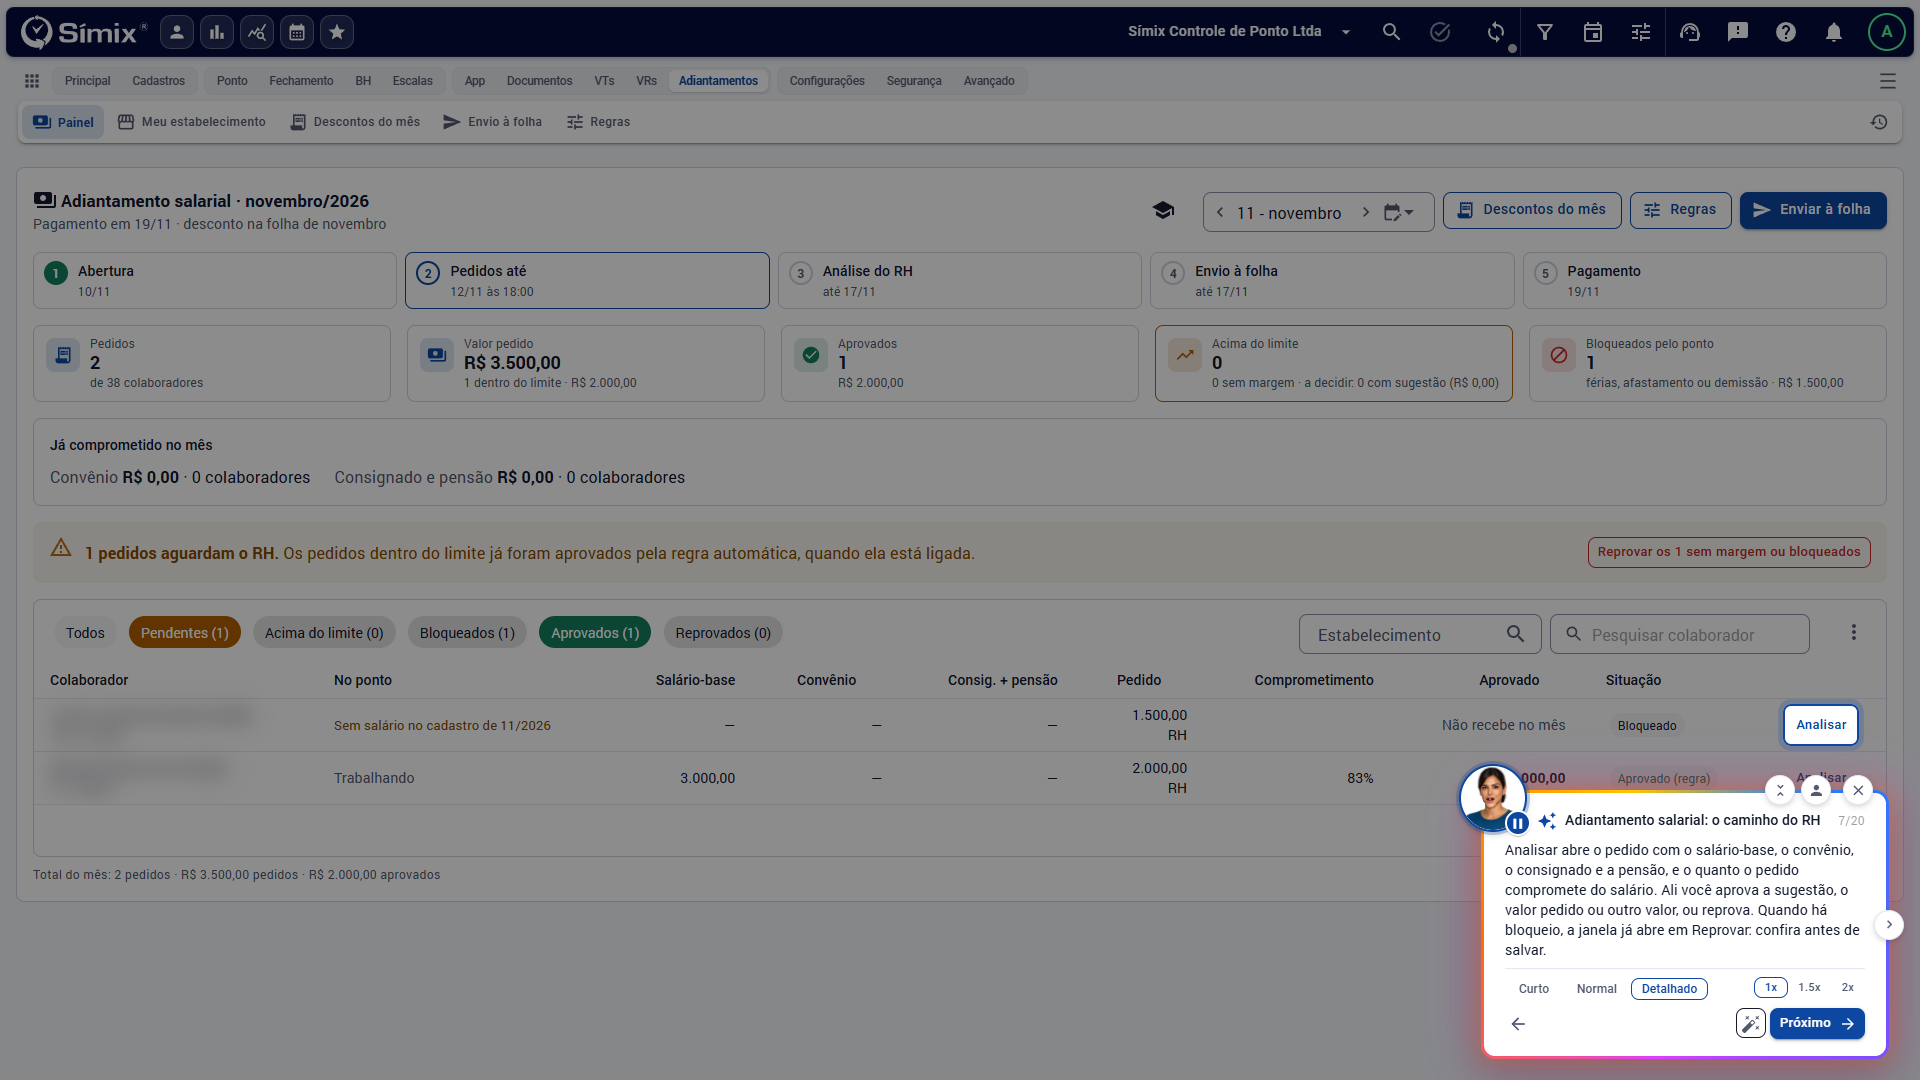 Símix®
Símix Controle de Ponto Ltda
A
Principal Cadastros Ponto Fechamento BH Escalas App Documentos VTs VRs Adiantamentos Configurações Segurança Avançado
Painel Meu estabelecimento Descontos do mês Envio à folha Regras
Adiantamento salarial · novembro/2026
Pagamento em 19/11 · desconto na folha de novembro
11 - novembro
Descontos do mês
Regras
Enviar à folha
1 Abertura
10/11
2 Pedidos até
12/11 às 18:00
3 Análise do RH
até 17/11
4 Envio à folha
até 17/11
5 Pagamento
19/11
Pedidos
2
de 38 colaboradores
Valor pedido
R$ 3.500,00
1 dentro do limite · R$ 2.000,00
Aprovados
1
R$ 2.000,00
Acima do limite
0
0 sem margem · a decidir: 0 com sugestão (R$ 0,00)
Bloqueados pelo ponto
1
férias, afastamento ou demissão · R$ 1.500,00
Já comprometido no mês
Convênio R$ 0,00 · 0 colaboradores Consignado e pensão R$ 0,00 · 0 colaboradores
1 pedidos aguardam o RH. Os pedidos dentro do limite já foram aprovados pela regra automática, quando ela está ligada.
Reprovar os 1 sem margem ou bloqueados
Todos Pendentes (1) Acima do limite (0) Bloqueados (1) Aprovados (1) Reprovados (0)
Estabelecimento
Pesquisar colaborador
Colaborador No ponto Salário-base Convênio Consig. + pensão Pedido Comprometimento Aprovado Situação
Sem salário no cadastro de 11/2026 — — — 1.500,00 RH Não recebe no mês Bloqueado Analisar
Trabalhando 3.000,00 — — 2.000,00 RH 83% 000,00 Aprovado (regra) Analisar
Total do mês: 2 pedidos · R$ 3.500,00 pedidos · R$ 2.000,00 aprovados
Adiantamento salarial: o caminho do RH 7/20
Analisar abre o pedido com o salário-base, o convênio,
o consignado e a pensão, e o quanto o pedido
compromete do salário. Ali você aprova a sugestão, o
valor pedido ou outro valor, ou reprova. Quando há
bloqueio, a janela já abre em Reprovar: confira antes de
salvar.
Curto Normal Detalhado 1x 1.5x 2x
Próximo